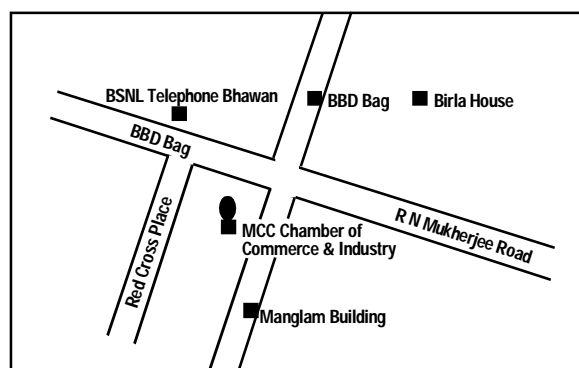 BSNL Telephone Bhawan
BBD Bag
Birla House
BBD Bag
Red Cross Place
MCC Chamber of
Commerce & Industry
R N Mukherjee Road
Manglam Building